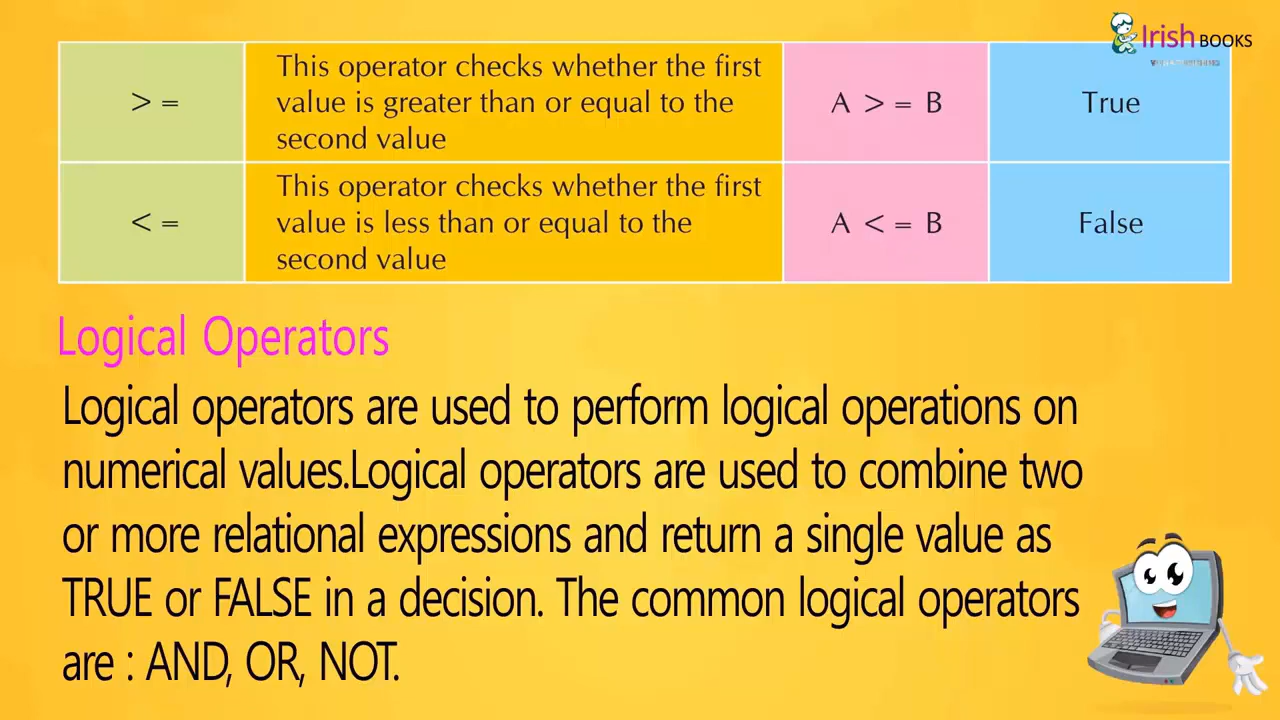 Irish BOOKS
> =
This operator checks whether the first
value is greater than or equal to the
second value
A > = B
True
< =
This operator checks whether the first
value is less than or equal to the
second value
A < = B
False
Logical Operators
Logical operators are used to perform logical operations on
numerical values.Logical operators are used to combine two
or more relational expressions and return a single value as
TRUE or FALSE in a decision. The common logical operators
are : AND, OR, NOT.